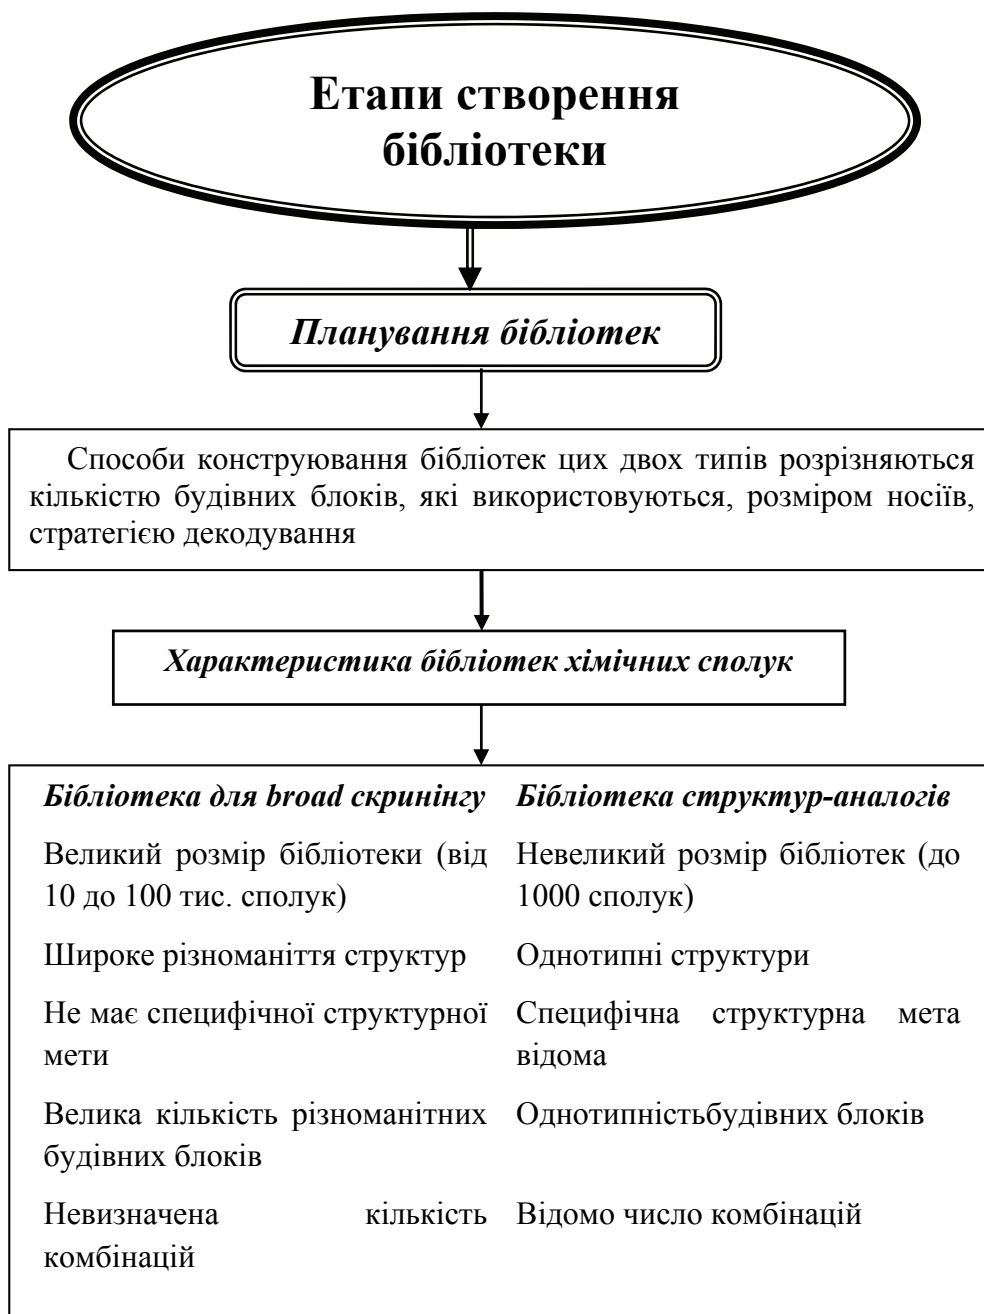 Етапи створення
бібліотеки
Планування бібліотек
Способи конструювання бібліотек цих двох типів розрізняються
кількістю будівних блоків, які використовуються, розміром носіїв,
стратегією декодування
Характеристика бібліотек хімічних сполук
Бібліотека для broad скринінгу
Бібліотека структур-аналогів
Великий розмір бібліотеки (від
10 до 100 тис. сполук)
Невеликий розмір бібліотек (до
1000 сполук)
Широке різноманіття структур
Однотипні структури
Не має специфічної структурної
мети
Специфічна структурна мета
відома
Велика кількість різноманітних
будівних блоків
Однотипністьбудівних блоків
Невизначена кількість
комбінацій
Відомо число комбінацій